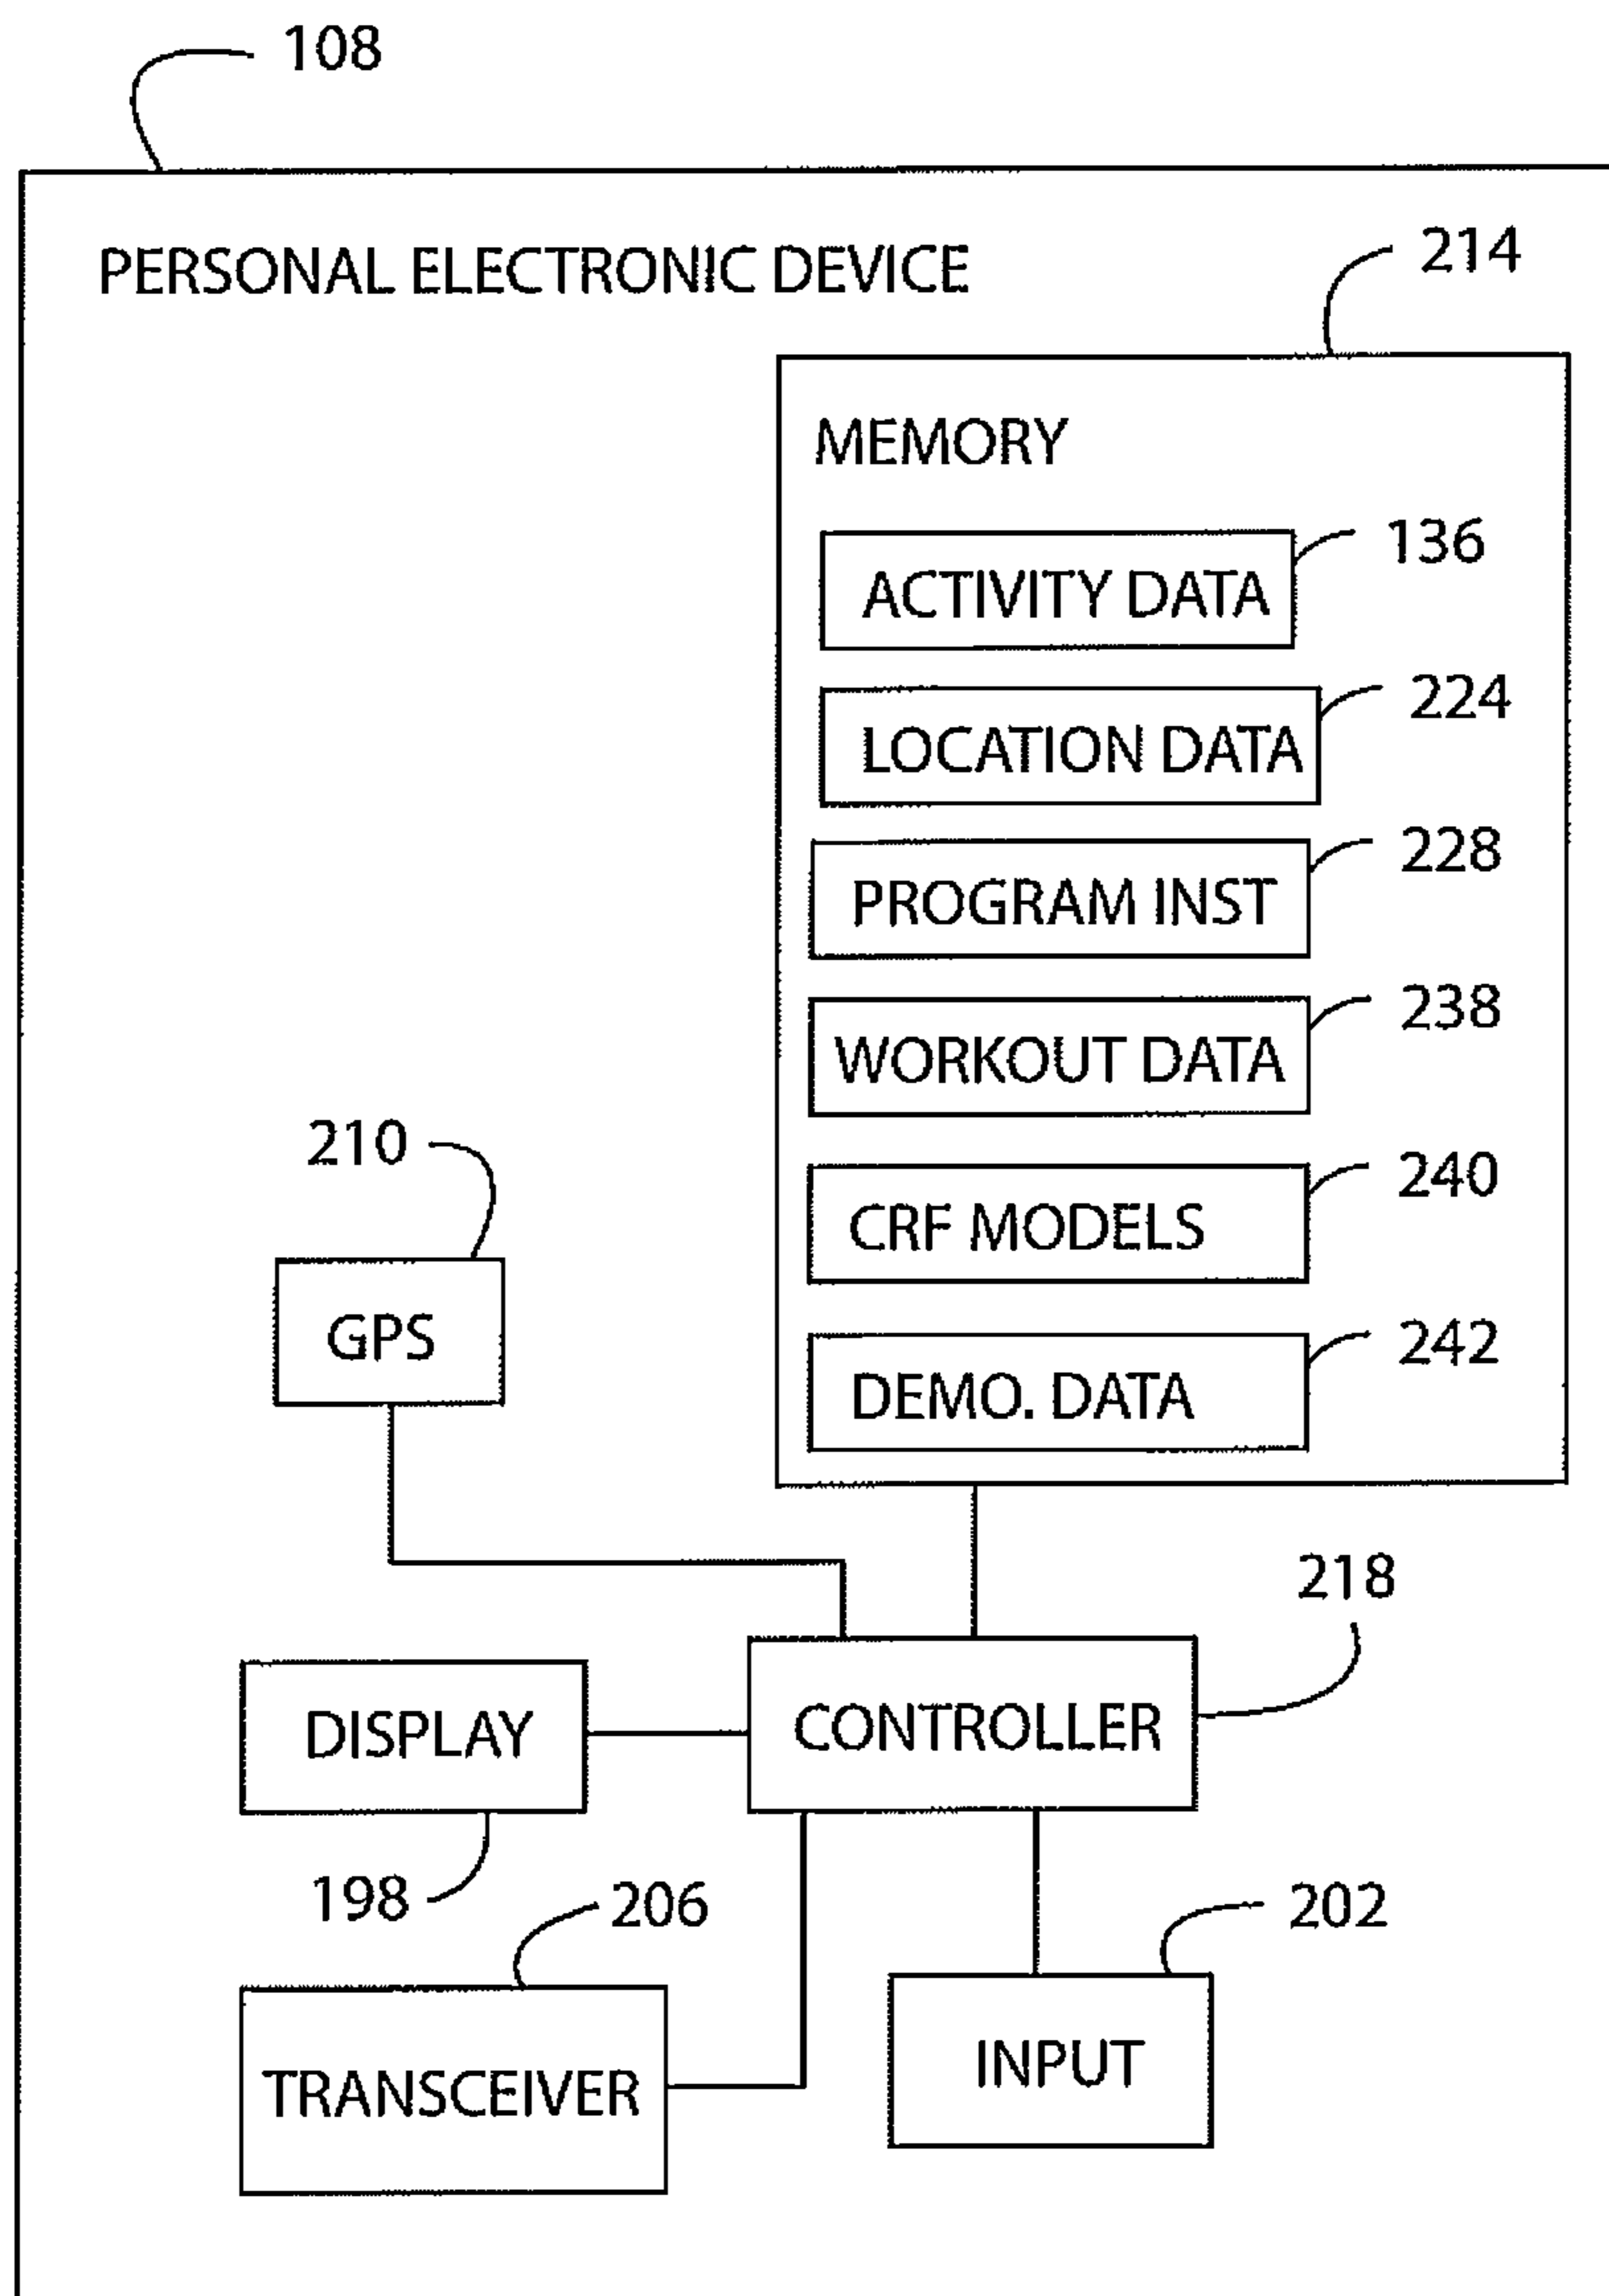 108
PERSONAL ELECTRONIC DEVICE
214
MEMORY
136
ACTIVITY DATA
224
LOCATION DATA
228
PROGRAM INST
238
WORKOUT DATA
210
240
CRF MODELS
GPS
242
DEMO. DATA
218
DISPLAY
CONTROLLER
198
206
202
TRANSCEIVER
INPUT